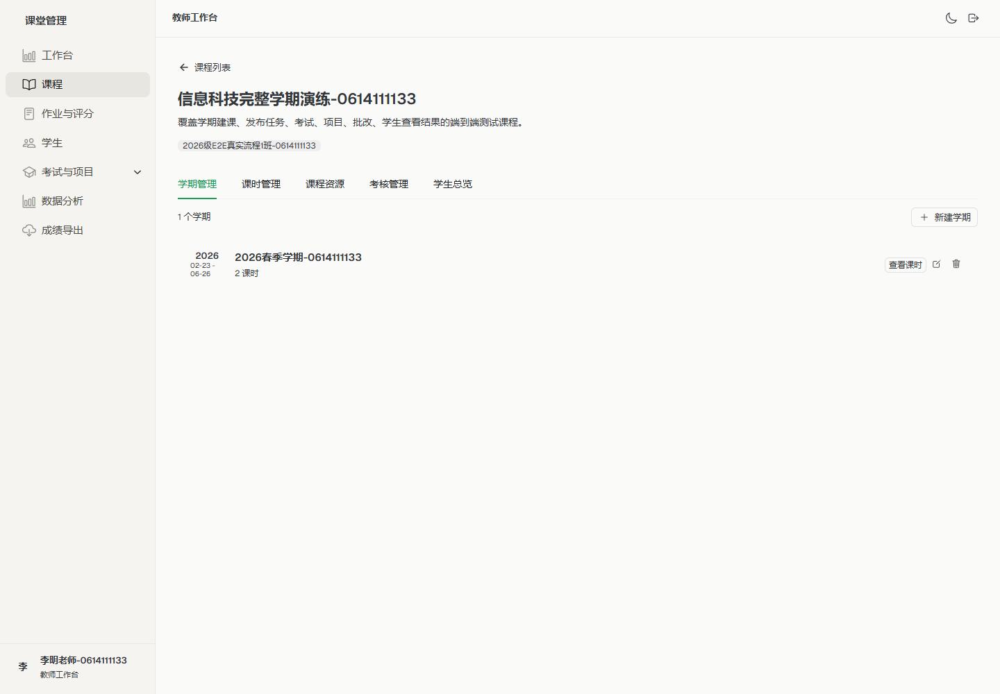 课堂管理
工作台
课程
作业与评分
学生
考试与项目
数据分析
成绩导出
李明老师-0614111133
教师工作台
李
教师工作台
课程列表
信息科技完整学期演练-0614111133
覆盖学期建课、发布任务、考试、项目、批改、学生查看结果的端到端测试课程。
2026级E2E真实流程1班-0614111133
学期管理 课时管理 课程资源 考核管理 学生总览
1 个学期
新建学期
2026
02-23 -
06-26
2026春季学期-0614111133
2 课时
查看课时